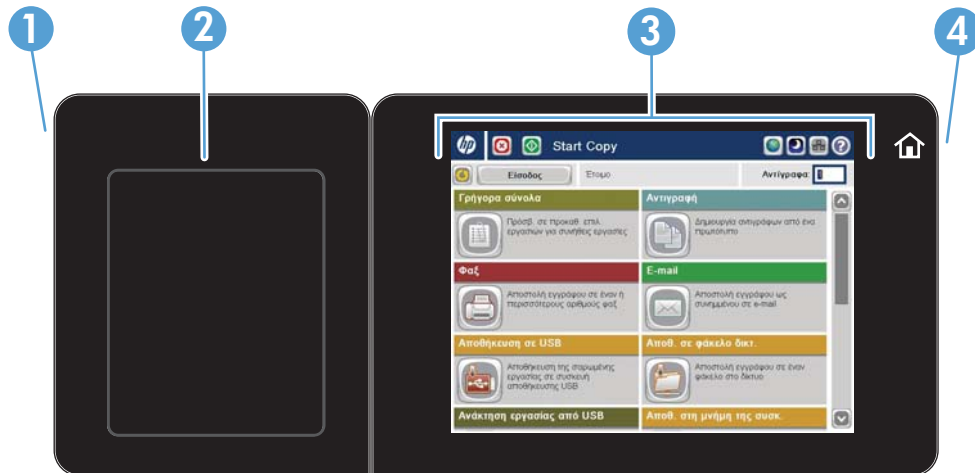 1
2
3
4
hp
Start Copy
?
Είσοδος
Έτοιμο
Αντίγραφα:
Γρήγορα σύνολα
Πρόσβ. σε προκαθ. επιλ.
εργασιών για συνήθεις εργασίες
Αντιγραφή
Δημιουργία αντιγράφων από ένα
πρωτότυπο
Φαξ
Αποστολή εγγράφου σε έναν ή
περισσότερους αριθμούς φαξ
E-mail
Αποστολή εγγράφου ως
συνημμένου σε e-mail
Αποθήκευση σε USB
Αποθήκευση της σαρωμένης
εργασίας σε συσκευή
αποθήκευσης USB
Αποθ. σε φάκελο δικτ.
Αποστολή εγγράφου σε έναν
φάκελο στο δίκτυο
Ανάκτηση εργασίας από USB
Αποθ. στη μνήμη της συσκ.